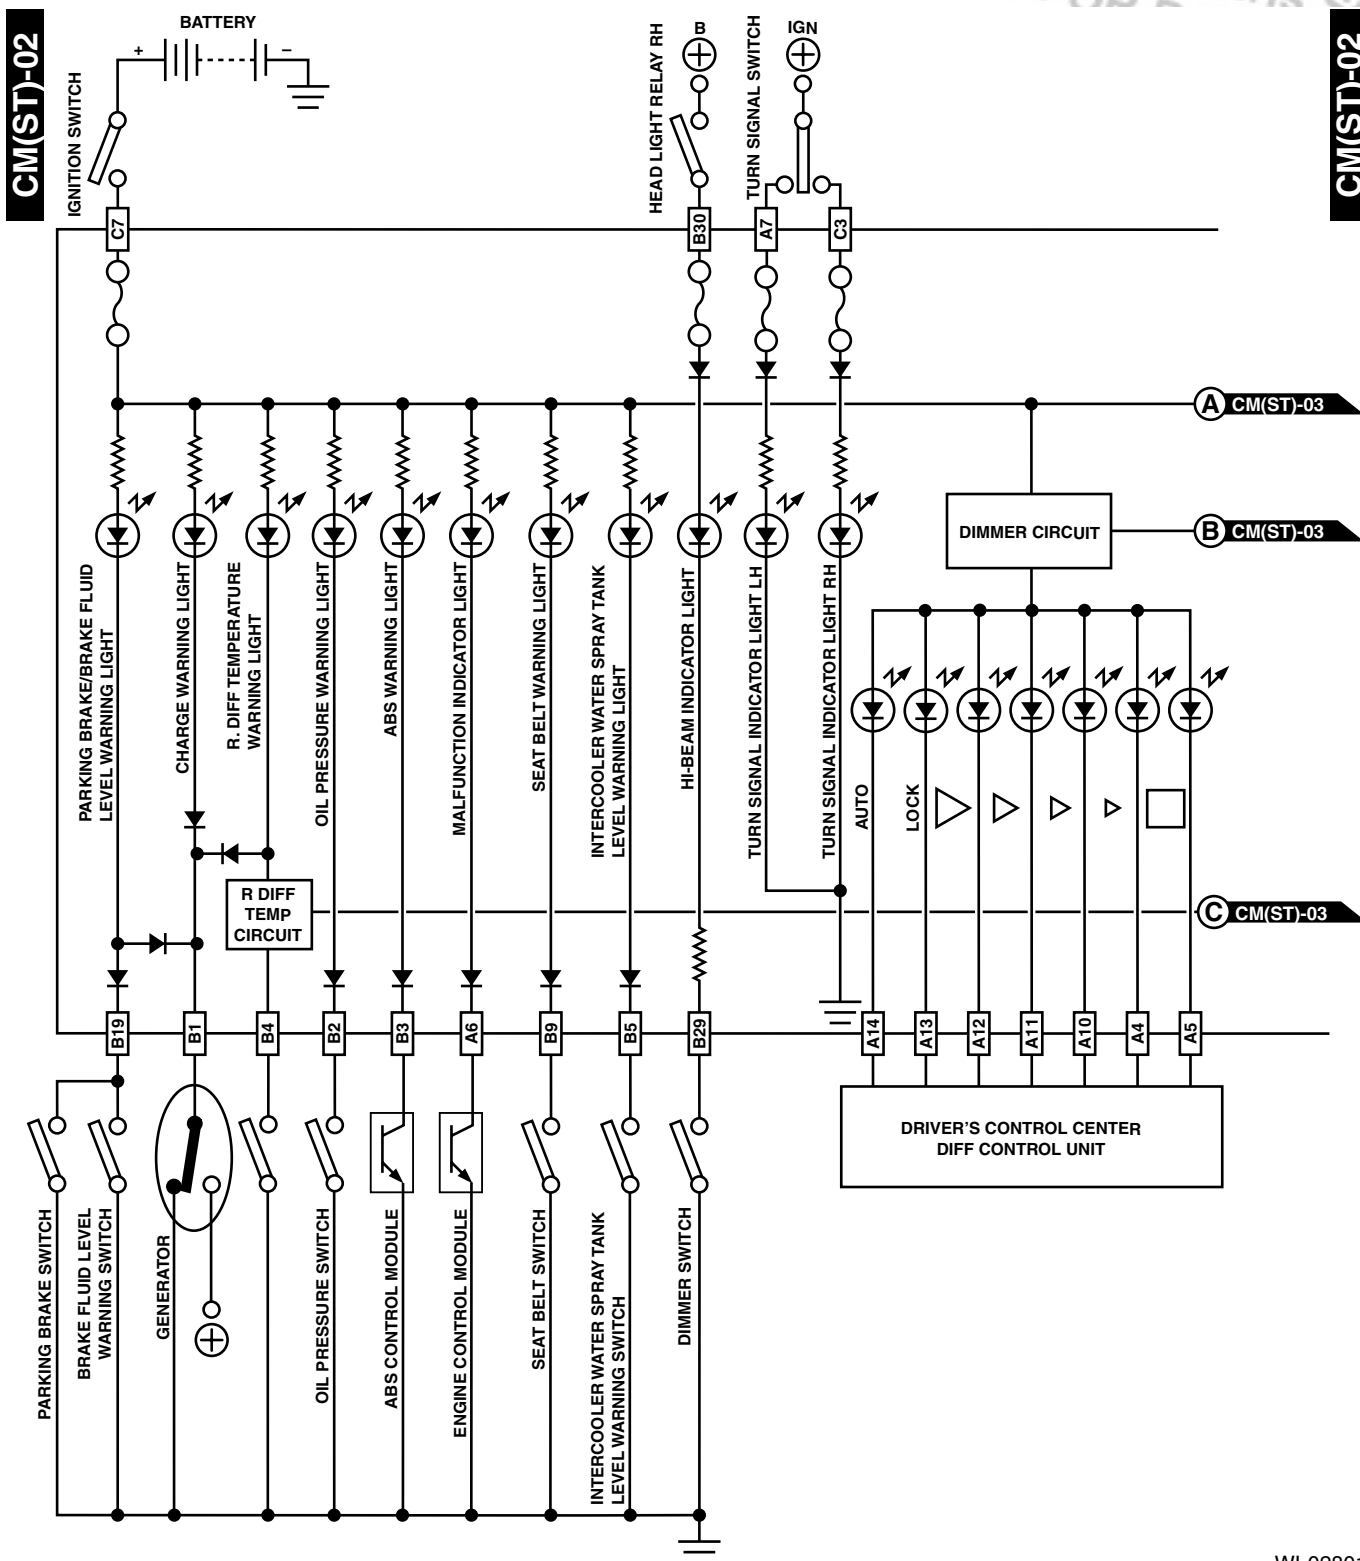 CM(ST)-02
BATTERY
+
–
IGNITION SWITCH
HEAD LIGHT RELAY RH
B
TURN SIGNAL SWITCH
IGN
CM(ST)-02
C7
B30
A7
C3
A
CM(ST)-03
DIMMER CIRCUIT
B
CM(ST)-03
PARKING BRAKE/BRAKE FLUID
LEVEL WARNING LIGHT
CHARGE WARNING LIGHT
R. DIFF TEMPERATURE
WARNING LIGHT
OIL PRESSURE WARNING LIGHT
ABS WARNING LIGHT
MALFUNCTION INDICATOR LIGHT
SEAT BELT WARNING LIGHT
INTERCOOLER WATER SPRAY TANK
LEVEL WARNING LIGHT
HI-BEAM INDICATOR LIGHT
TURN SIGNAL INDICATOR LIGHT LH
TURN SIGNAL INDICATOR LIGHT RH
AUTO
LOCK
R DIFF
TEMP
CIRCUIT
C
CM(ST)-03
B19
B1
B4
B2
B3
A6
B9
B5
B29
A14
A13
A12
A11
A10
A4
A5
DRIVER'S CONTROL CENTER
DIFF CONTROL UNIT
PARKING BRAKE SWITCH
BRAKE FLUID LEVEL
WARNING SWITCH
GENERATOR
OIL PRESSURE SWITCH
ABS CONTROL MODULE
ENGINE CONTROL MODULE
SEAT BELT SWITCH
INTERCOOLER WATER SPRAY TANK
LEVEL WARNING SWITCH
DIMMER SWITCH